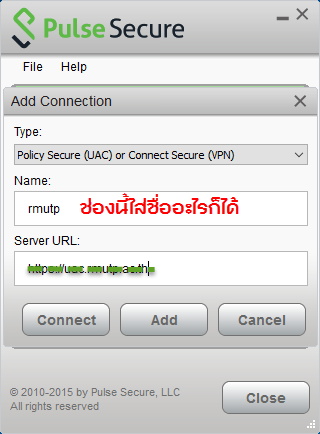 Pulse Secure
File Help
Add Connection
Type:
Policy Secure (UAC) or Connect Secure (VPN)
Name:
rmutp ช่องนี้ใส่ชื่ออะไรก็ได้
Server URL:
https://uac.rmutp.ac.th
Connect Add Cancel
© 2010-2015 by Pulse Secure, LLC
All rights reserved
Close